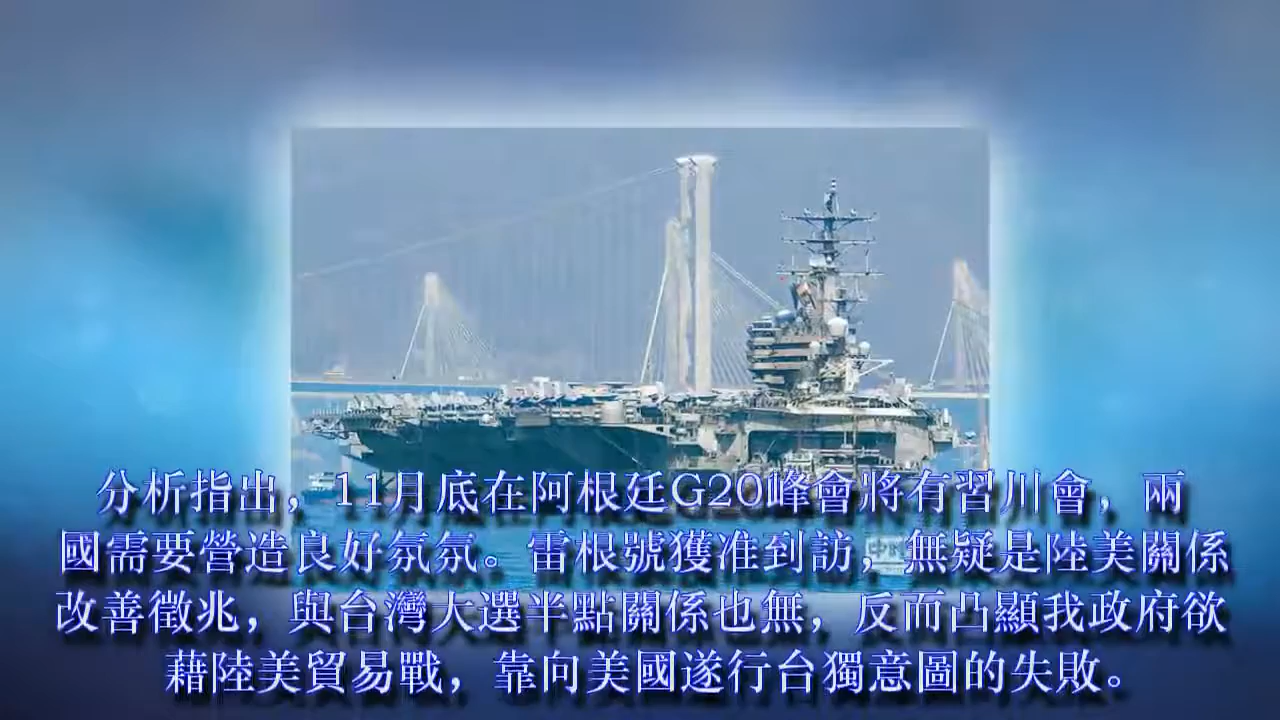 分析指出，11月底在阿根廷G20峰會將有習川會，兩
國需要營造良好氛氛。雷根號獲准到訪，無疑是陸美關係
改善徵兆，與台灣大選半點關係也無，反而凸顯我政府欲
藉陸美貿易戰，靠向美國遂行台獨意圖的失敗。